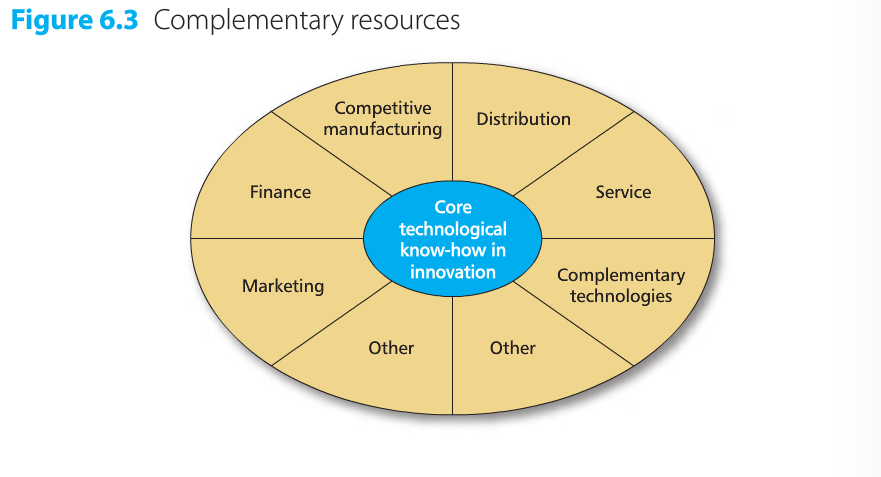 Figure 6.3 Complementary resources
Competitive
manufacturing
Distribution
Finance
Service
Core
technological
know-how in
innovation
Marketing
Complementary
technologies
Other
Other